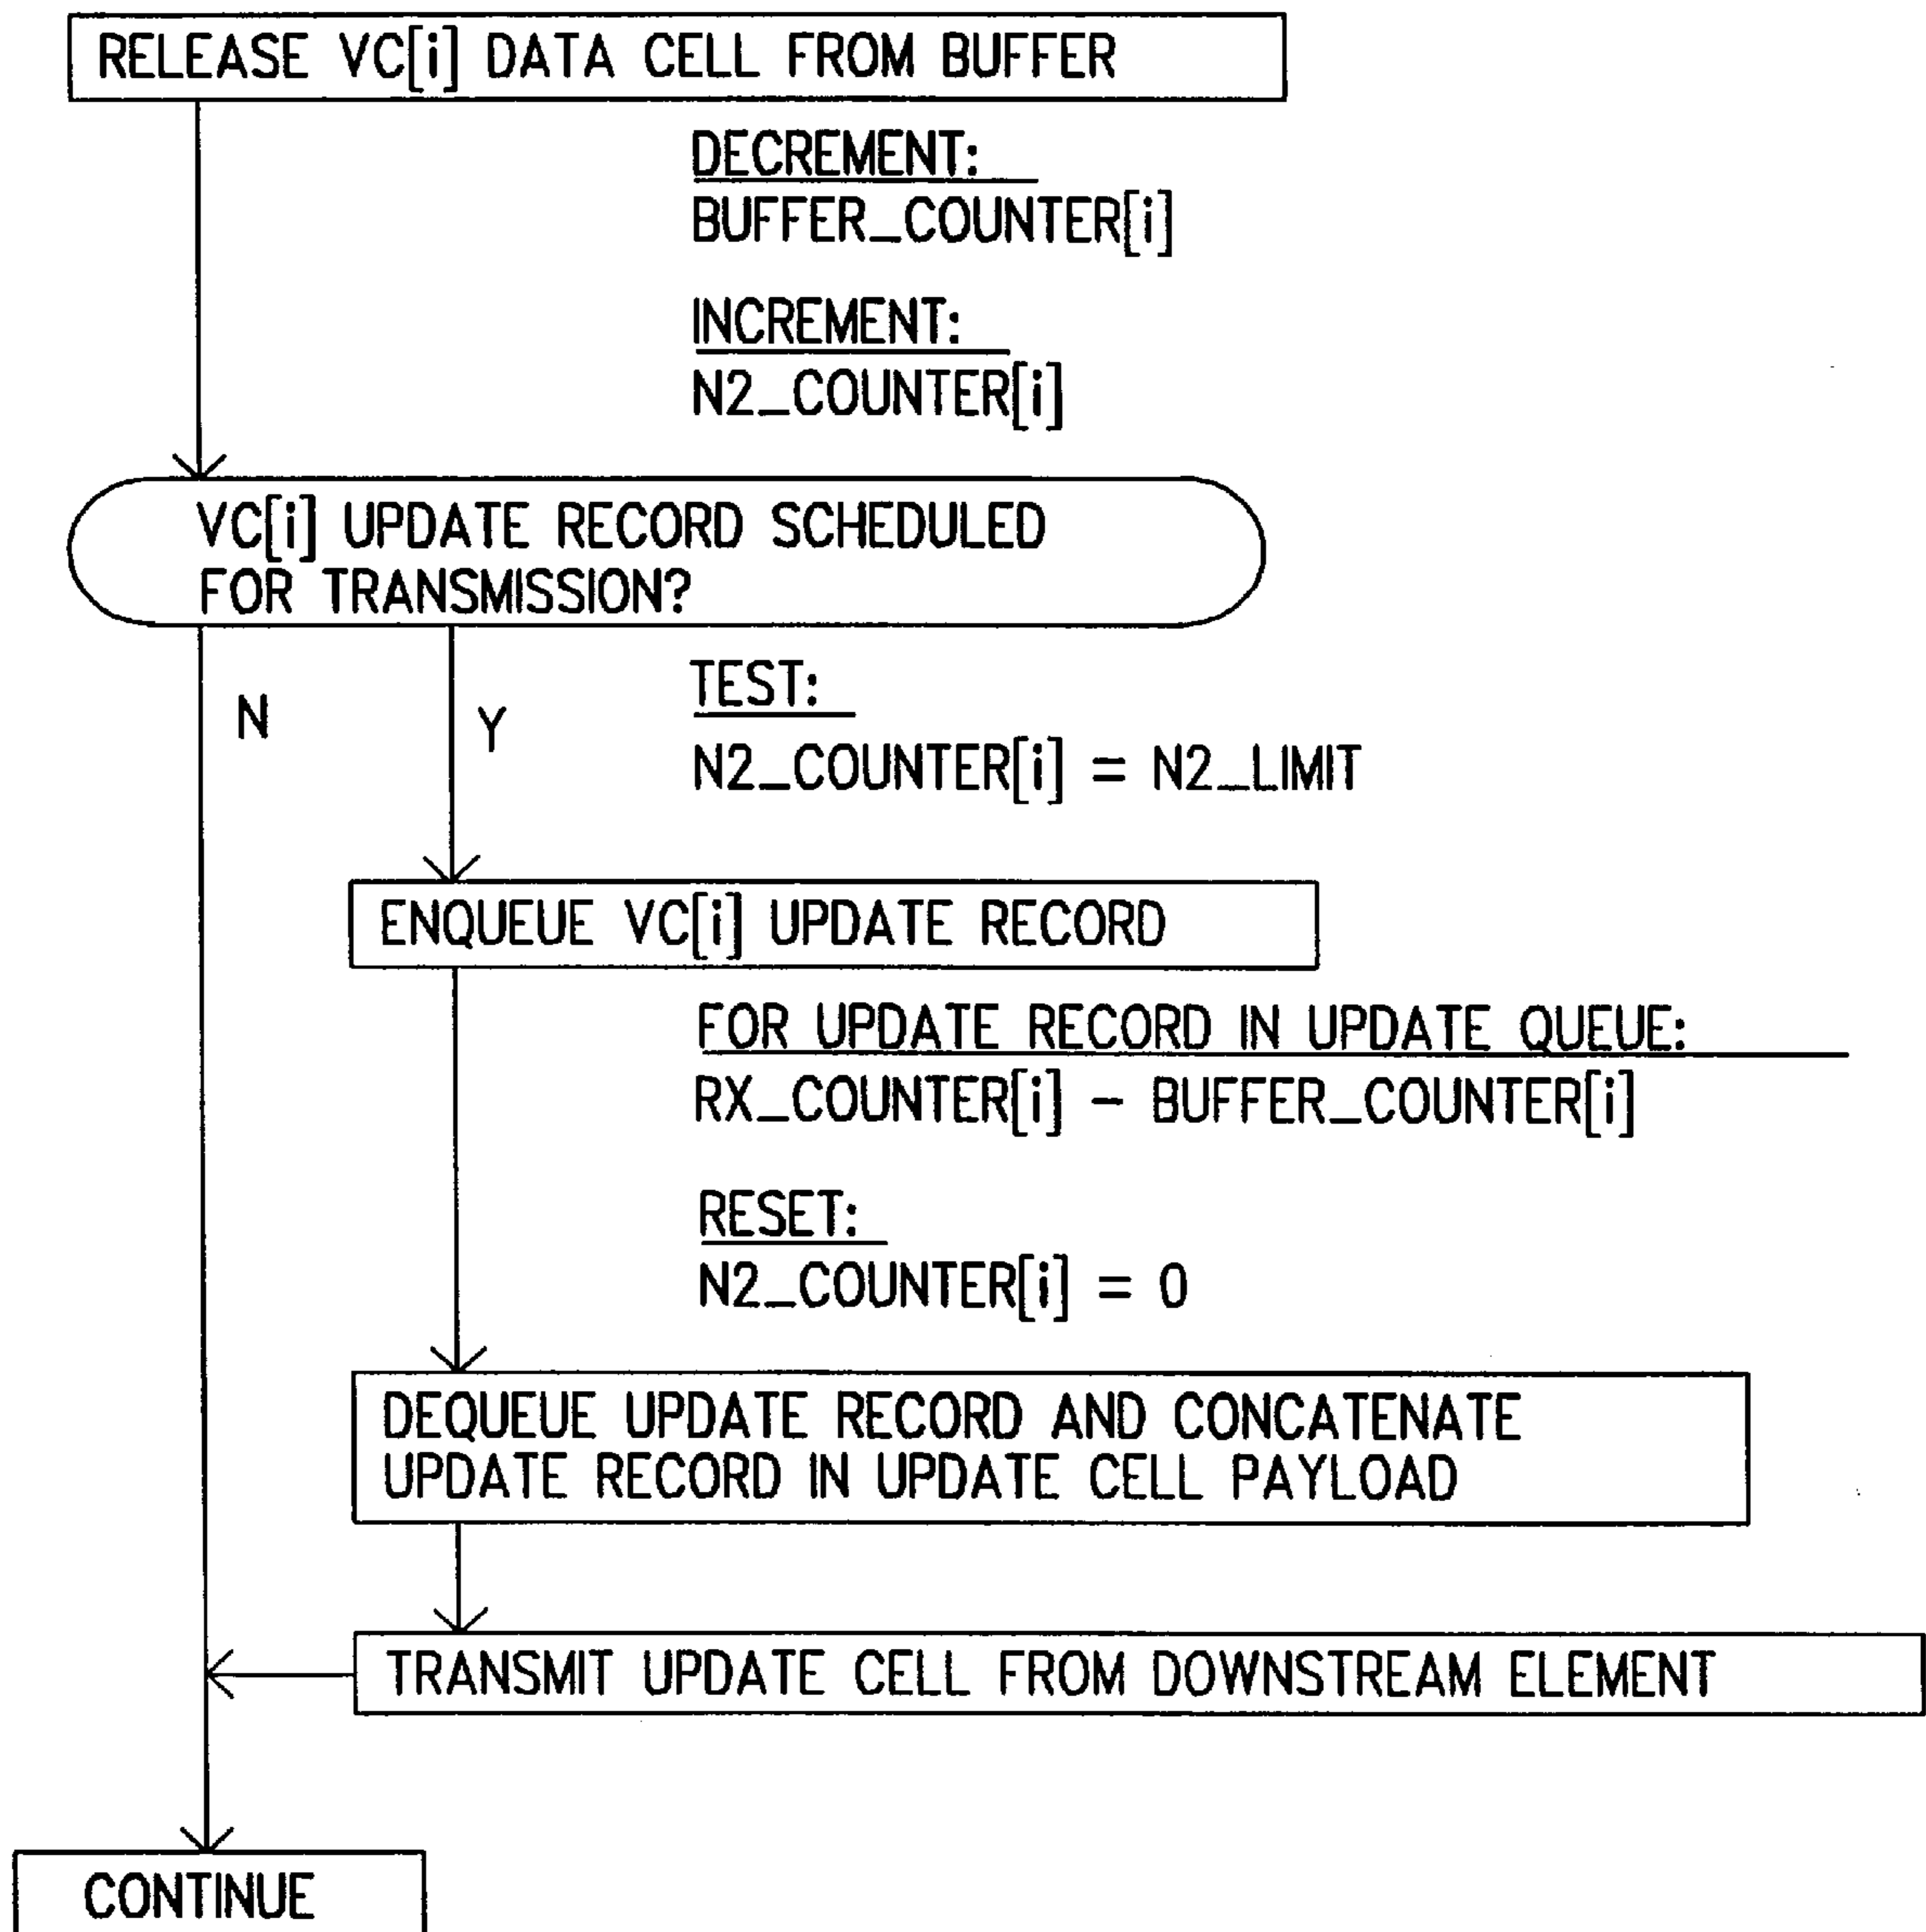 RELEASE VC[i] DATA CELL FROM BUFFER
DECREMENT:
BUFFER_COUNTER[i]
INCREMENT:
N2_COUNTER[i]
VC[i] UPDATE RECORD SCHEDULED
FOR TRANSMISSION?
N
Y
TEST:
N2_COUNTER[i] = N2_LIMIT
ENQUEUE VC[i] UPDATE RECORD
FOR UPDATE RECORD IN UPDATE QUEUE:
RX_COUNTER[i] – BUFFER_COUNTER[i]
RESET:
N2_COUNTER[i] = 0
DEQUEUE UPDATE RECORD AND CONCATENATE
UPDATE RECORD IN UPDATE CELL PAYLOAD
TRANSMIT UPDATE CELL FROM DOWNSTREAM ELEMENT
CONTINUE